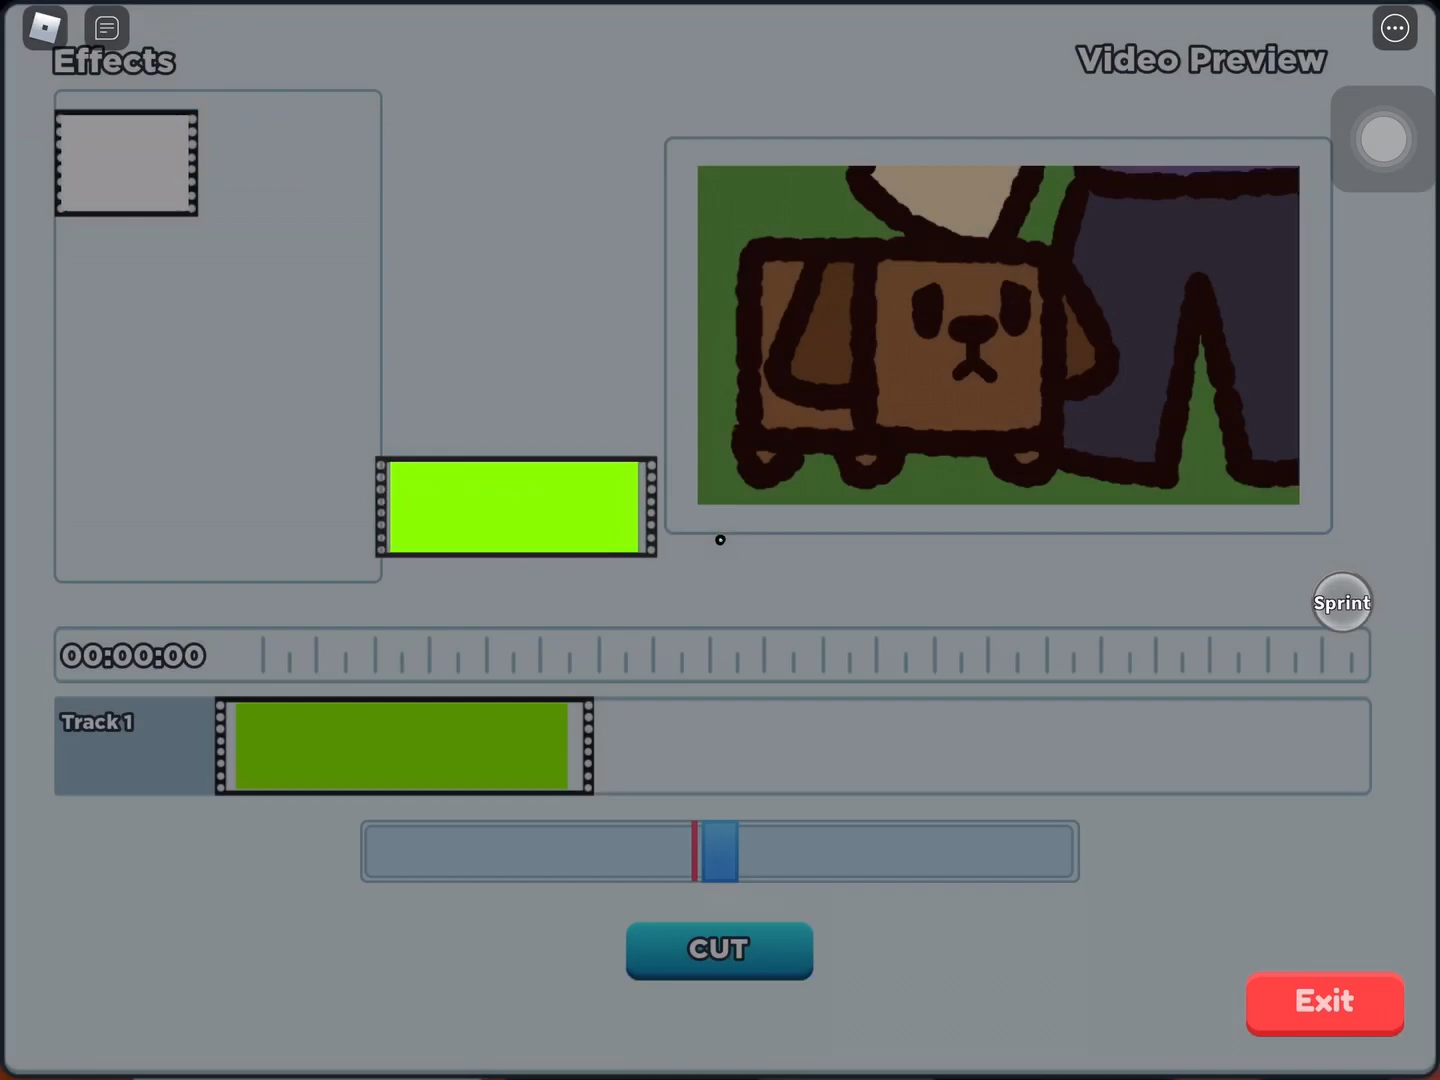 Effects
Video Preview
Sprint
00:00:00
Track 1
CUT
Exit